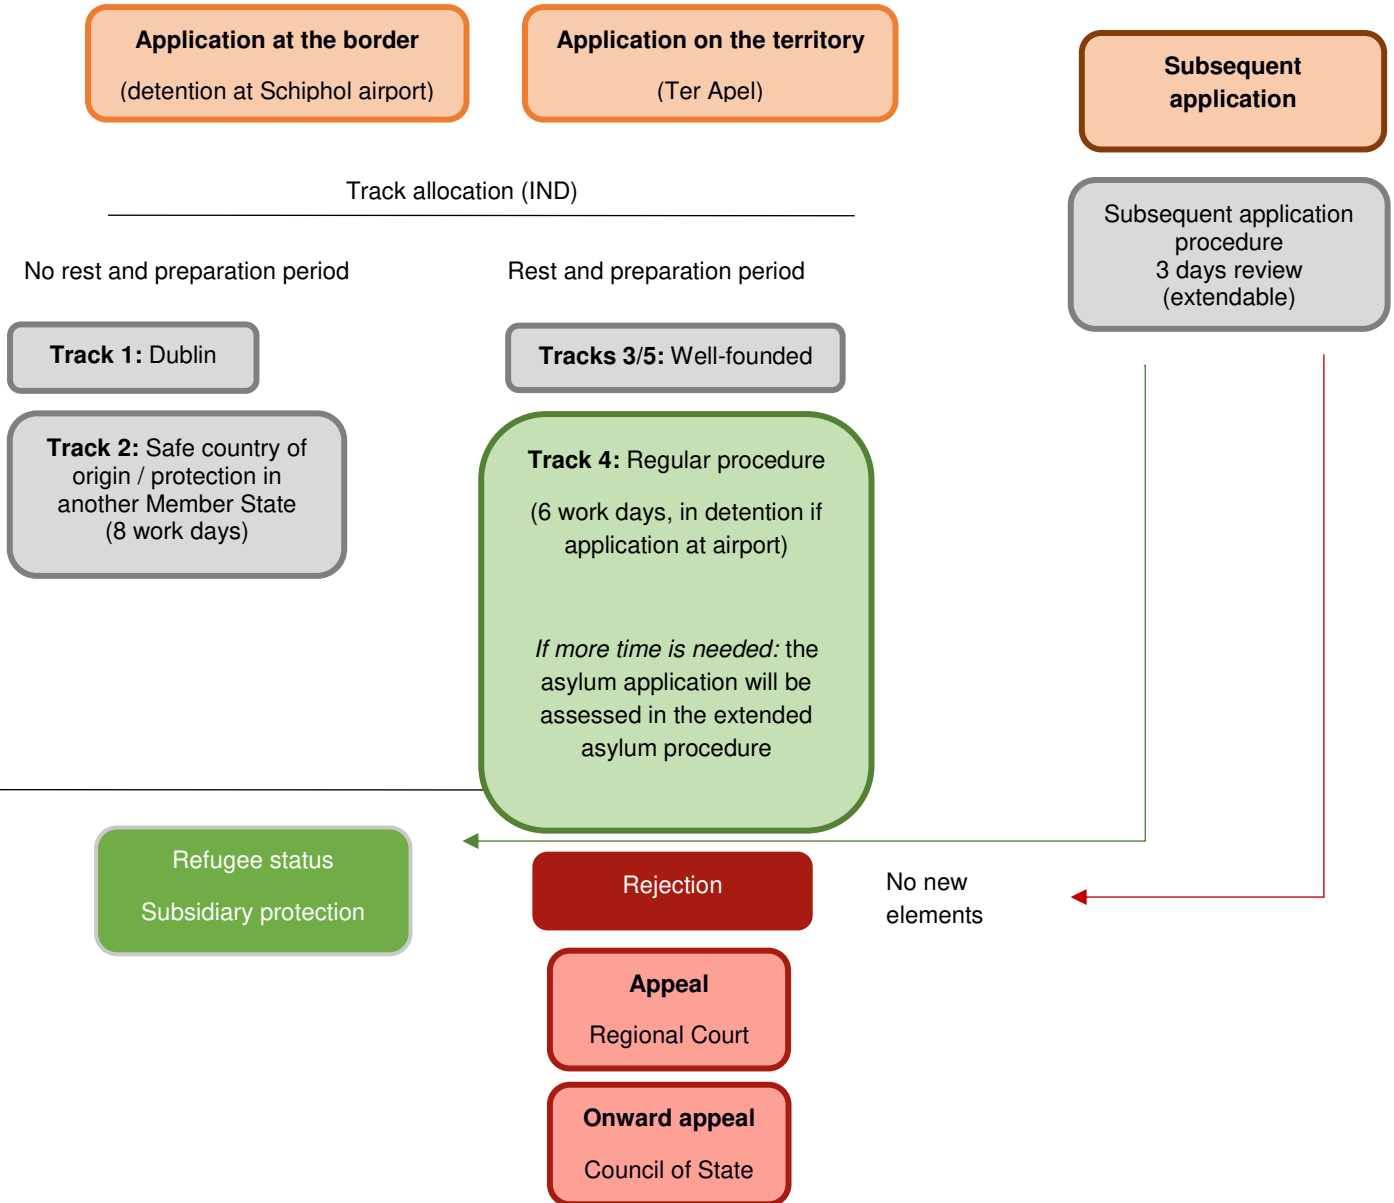 Application at the border
(detention at Schiphol airport)
Application on the territory
(Ter Apel)
Subsequent
application
Track allocation (IND)
Subsequent application
procedure
3 days review
(extendable)
No rest and preparation period
Rest and preparation period
Track 1: Dublin
Tracks 3/5: Well-founded
Track 2: Safe country of
origin / protection in
another Member State
(8 work days)
Track 4: Regular procedure
(6 work days, in detention if
application at airport)
If more time is needed: the
asylum application will be
assessed in the extended
asylum procedure
Refugee status
Subsidiary protection
Rejection
No new
elements
Appeal
Regional Court
Onward appeal
Council of State